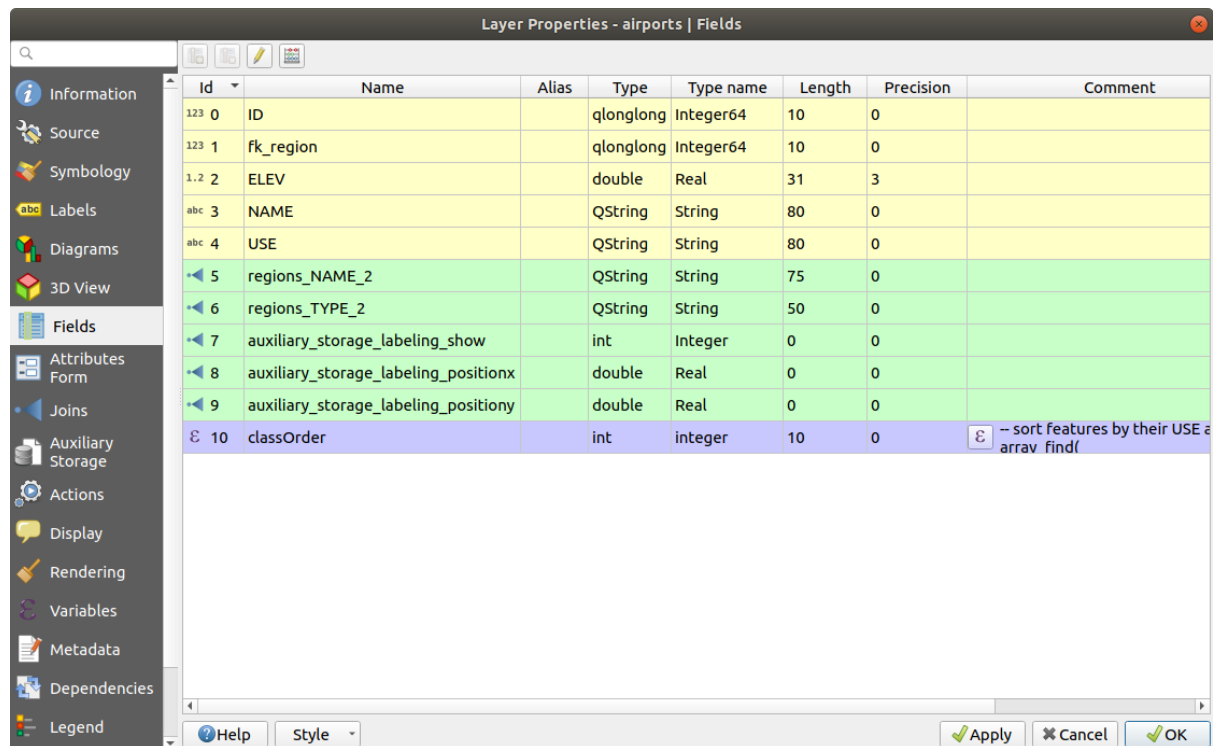 Layer Properties - airports | Fields
Information
Source
Symbology
Labels
Diagrams
3D View
Fields
Attributes
Form
Joins
Auxiliary
Storage
Actions
Display
Rendering
Variables
Metadata
Dependencies
Legend
Id Name Alias Type Type name Length Precision Comment
123 0 ID qlonglong Integer64 10 0
123 1 fk_region qlonglong Integer64 10 0
1.2 2 ELEV double Real 31 3
abc 3 NAME QString String 80 0
abc 4 USE QString String 80 0
5 regions_NAME_2 QString String 75 0
6 regions_TYPE_2 QString String 50 0
7 auxiliary_storage_labeling_show int Integer 0 0
8 auxiliary_storage_labeling_positionx double Real 0 0
9 auxiliary_storage_labeling_positiony double Real 0 0
ε 10 classOrder int integer 10 0 ε -- sort features by their USE a
array_find(
Help Style Apply Cancel OK